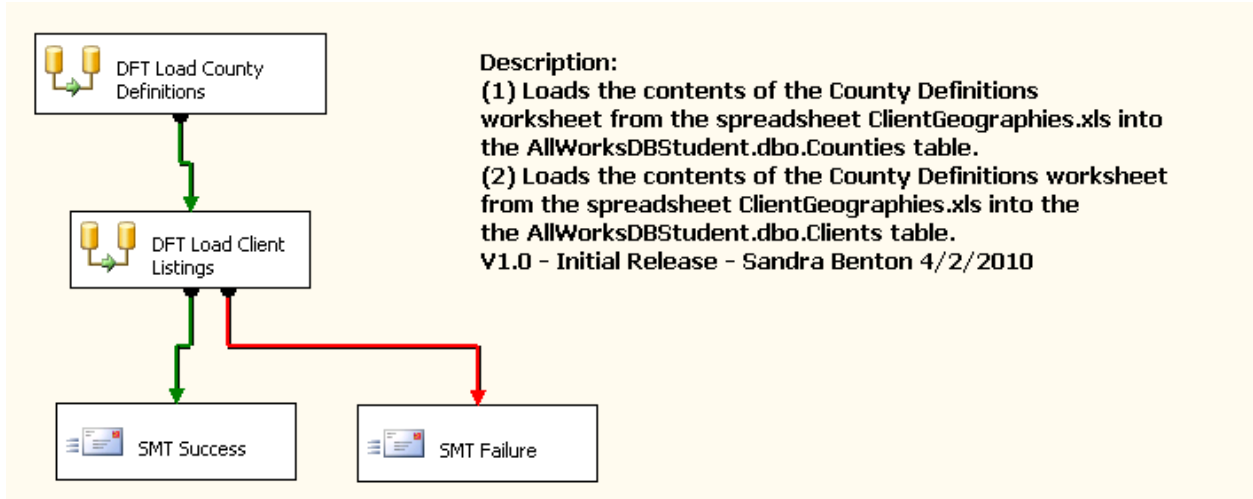 DFT Load County
Definitions
Description:
(1) Loads the contents of the County Definitions
worksheet from the spreadsheet ClientGeographies.xls into
the AllWorksDBStudent.dbo.Counties table.
(2) Loads the contents of the County Definitions worksheet
from the spreadsheet ClientGeographies.xls into the
the AllWorksDBStudent.dbo.Clients table.
V1.0 - Initial Release - Sandra Benton 4/2/2010
DFT Load Client
Listings
SMT Success
SMT Failure